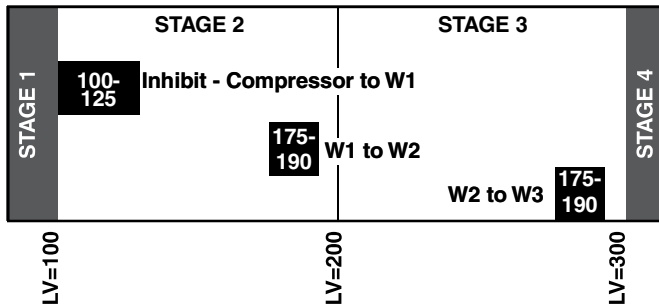 STAGE 2
STAGE 3
STAGE 1
STAGE 4
100-
125
Inhibit - Compressor to W1
175-
190
W1 to W2
W2 to W3
175-
190
LV=100
LV=200
LV=300